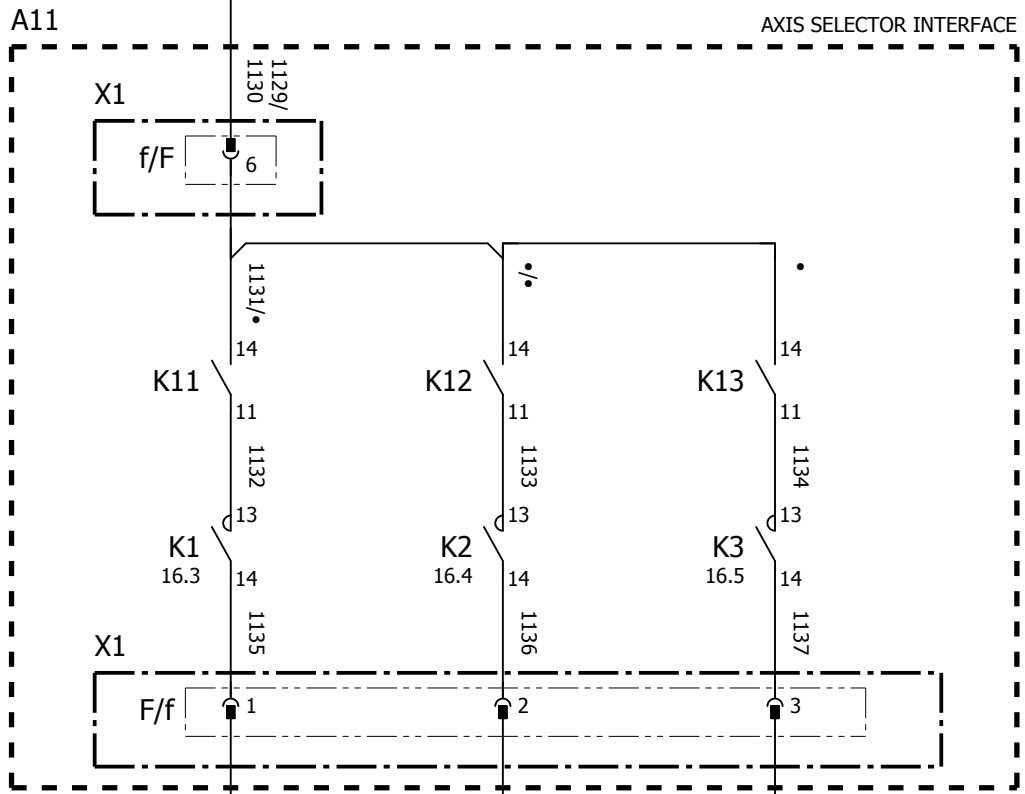 A11
AXIS SELECTOR INTERFACE
1129/
1130
X1
f/F
6
1131/•
•/•
•
14
14
14
K11
K12
K13
11
11
11
1132
1133
1134
13
13
13
K1
K2
K3
16.3
16.4
16.5
14
14
14
1135
1136
1137
X1
F/f
1
2
3